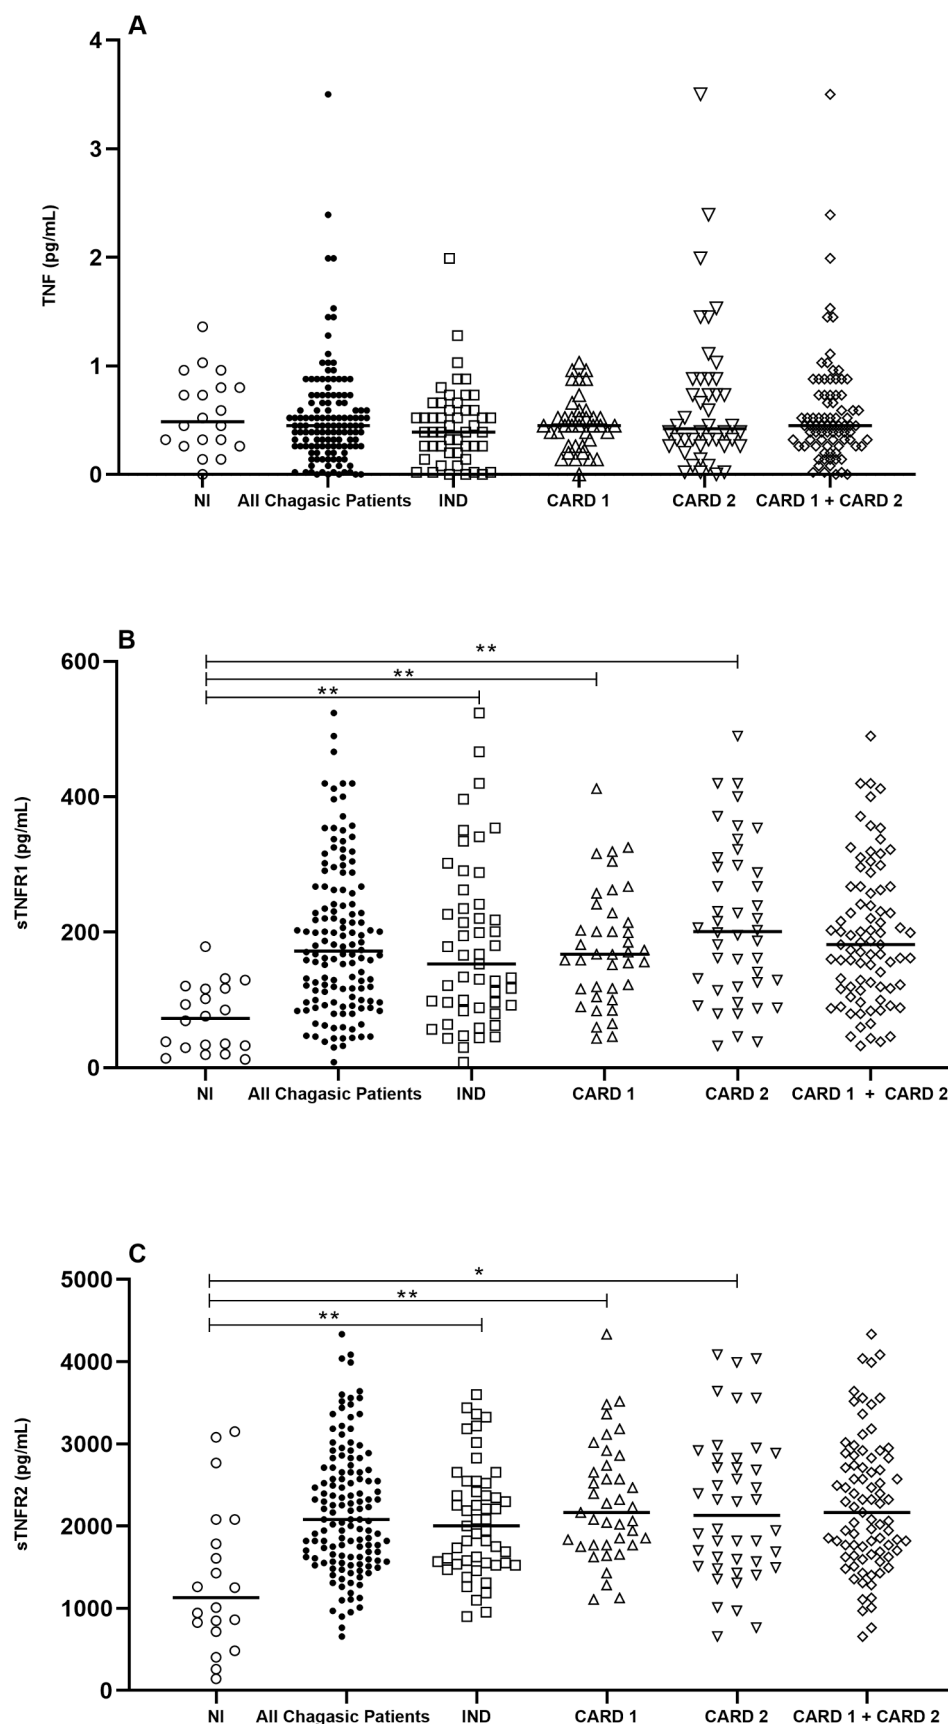 A
4
3
2
1
0
TNF (pg/mL)
NI All Chagasic Patients IND CARD 1 CARD 2 CARD 1 + CARD 2
B
600
400
200
0
sTNFR1 (pg/mL)
**
**
**
NI All Chagasic Patients IND CARD 1 CARD 2 CARD 1 + CARD 2
C
5000
4000
3000
2000
1000
0
sTNFR2 (pg/mL)
*
**
**
NI All Chagasic Patients IND CARD 1 CARD 2 CARD 1 + CARD 2